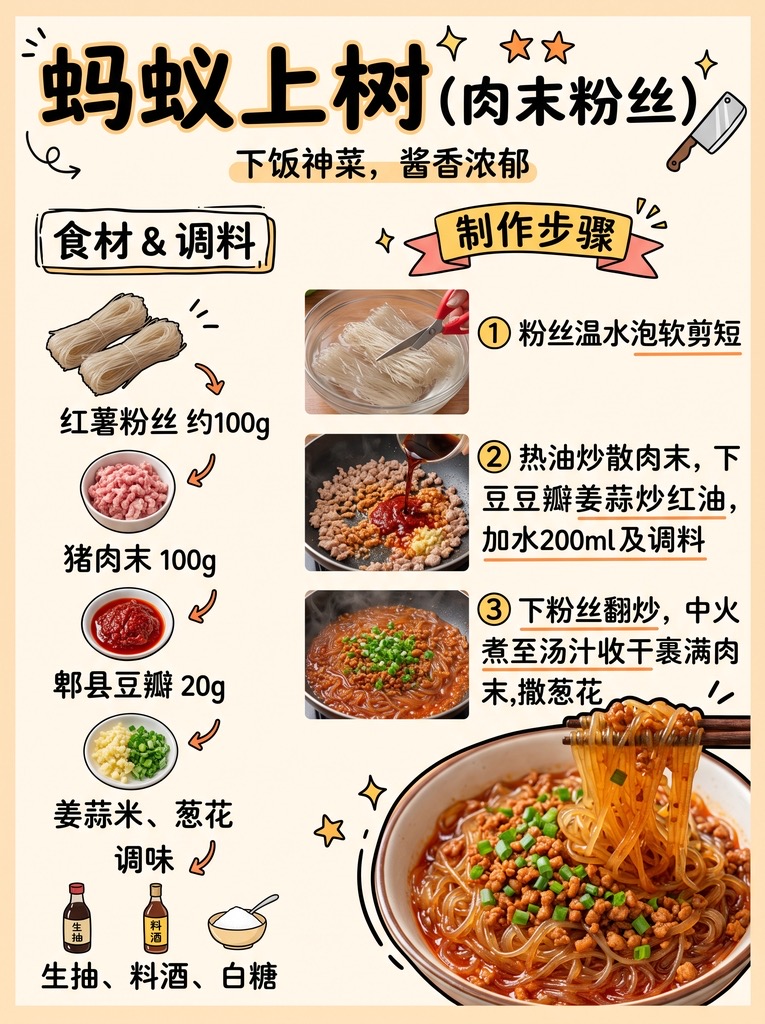 蚂蚁上树(肉末粉丝)
下饭神菜，酱香浓郁
食材&调料
红薯粉丝 约100g
猪肉末 100g
郫县豆瓣 20g
姜蒜米、葱花
调味
生抽
料酒
生抽、料酒、白糖
制作步骤
① 粉丝温水泡软剪短
② 热油炒散肉末，下
豆豆瓣姜蒜炒红油，
加水200ml及调料
③ 下粉丝翻炒，中火
煮至汤汁收干裹满肉
末,撒葱花